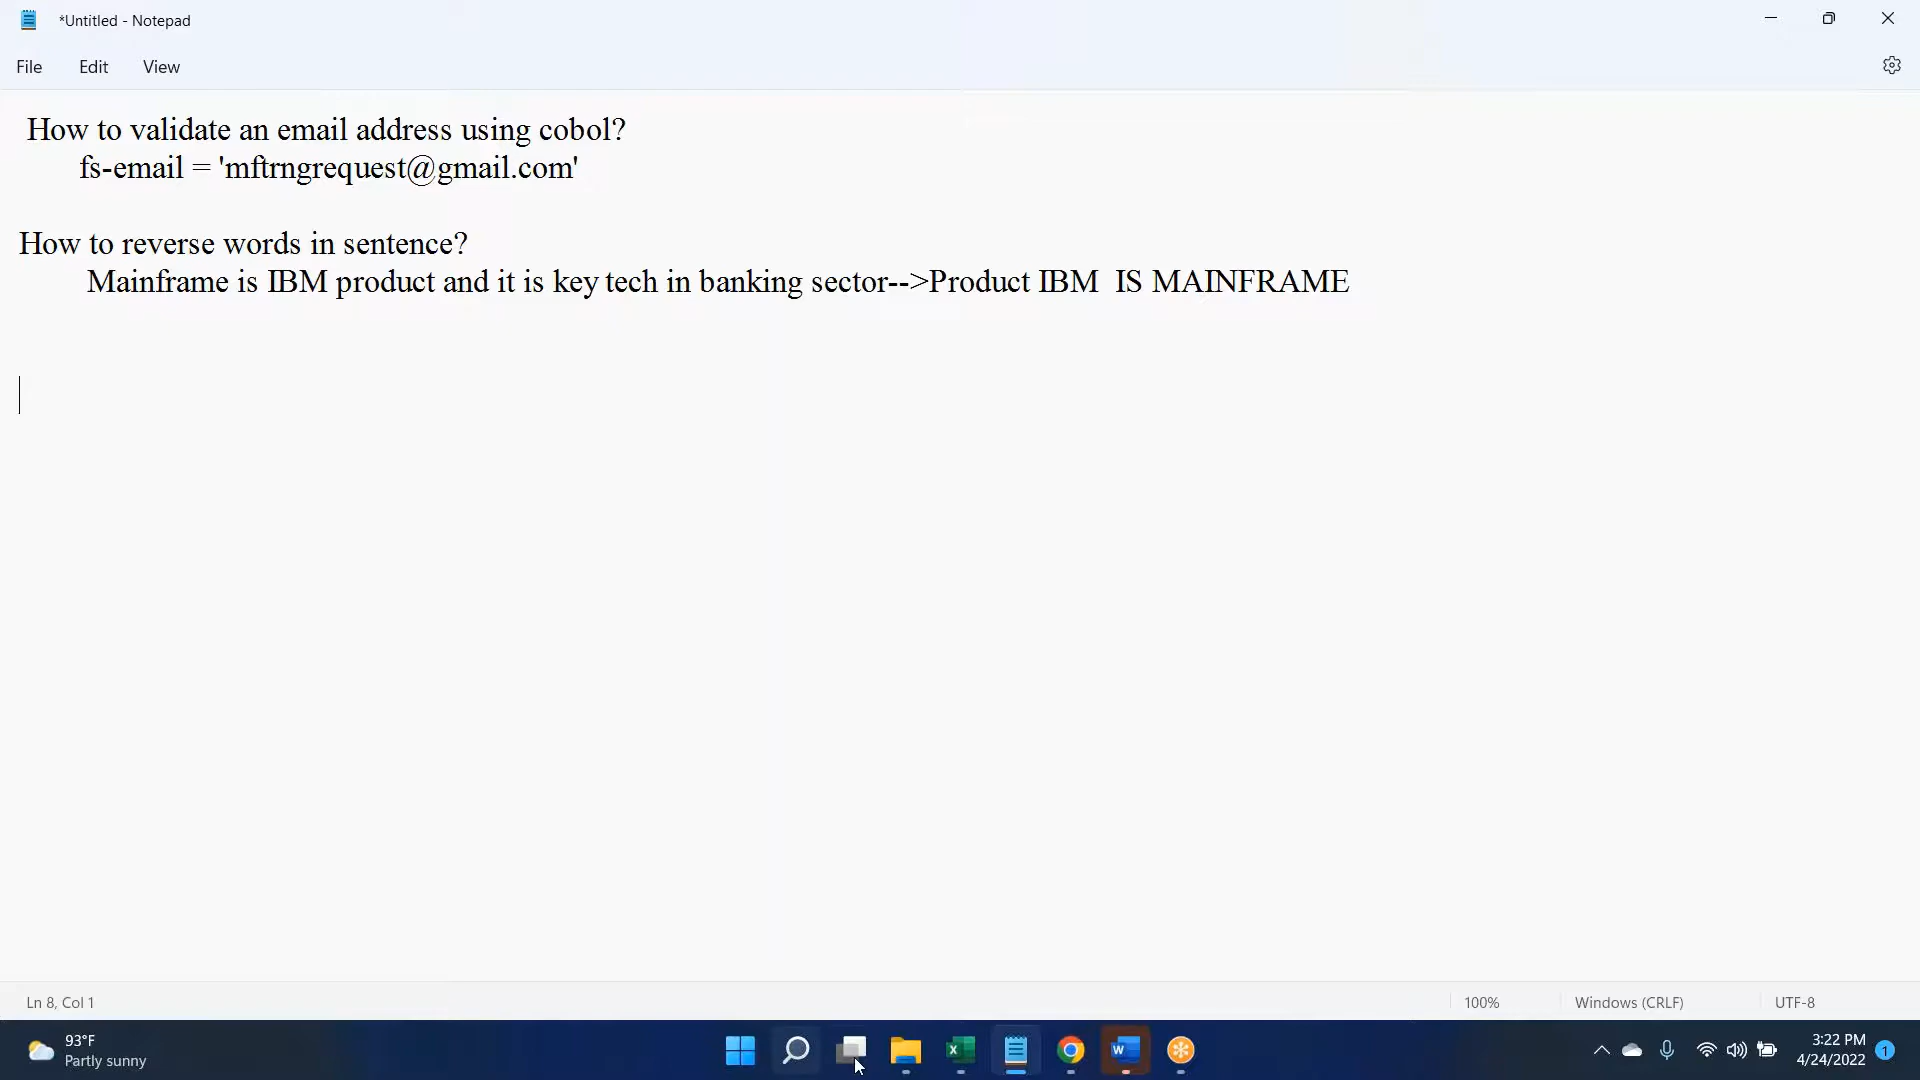 *Untitled - Notepad
File Edit View
How to validate an email address using cobol?
fs-email = 'mftrngrequest@gmail.com'
How to reverse words in sentence?
Mainframe is IBM product and it is key tech in banking sector-->Product IBM  IS MAINFRAME
Ln 8, Col 1
100%
Windows (CRLF)
UTF-8
93°F
Partly sunny
3:22 PM
4/24/2022
1